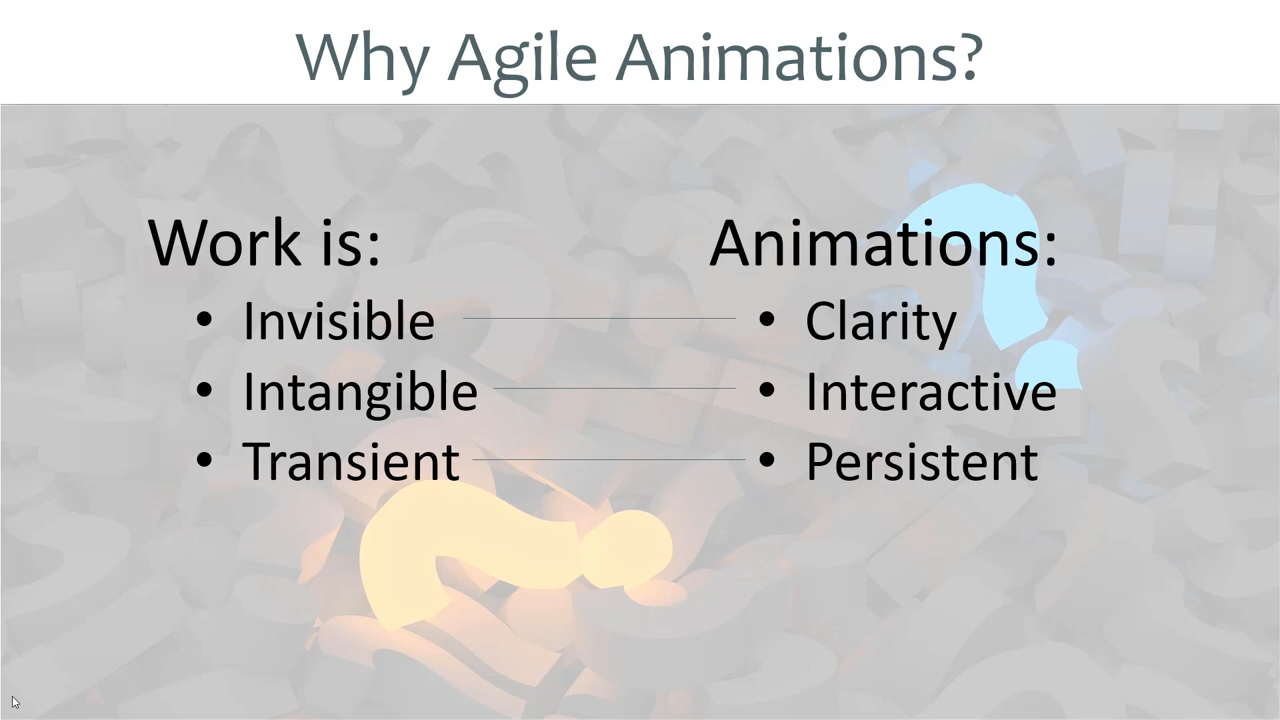 Why Agile Animations?
Work is:
• Invisible
• Intangible
• Transient
Animations:
• Clarity
• Interactive
• Persistent